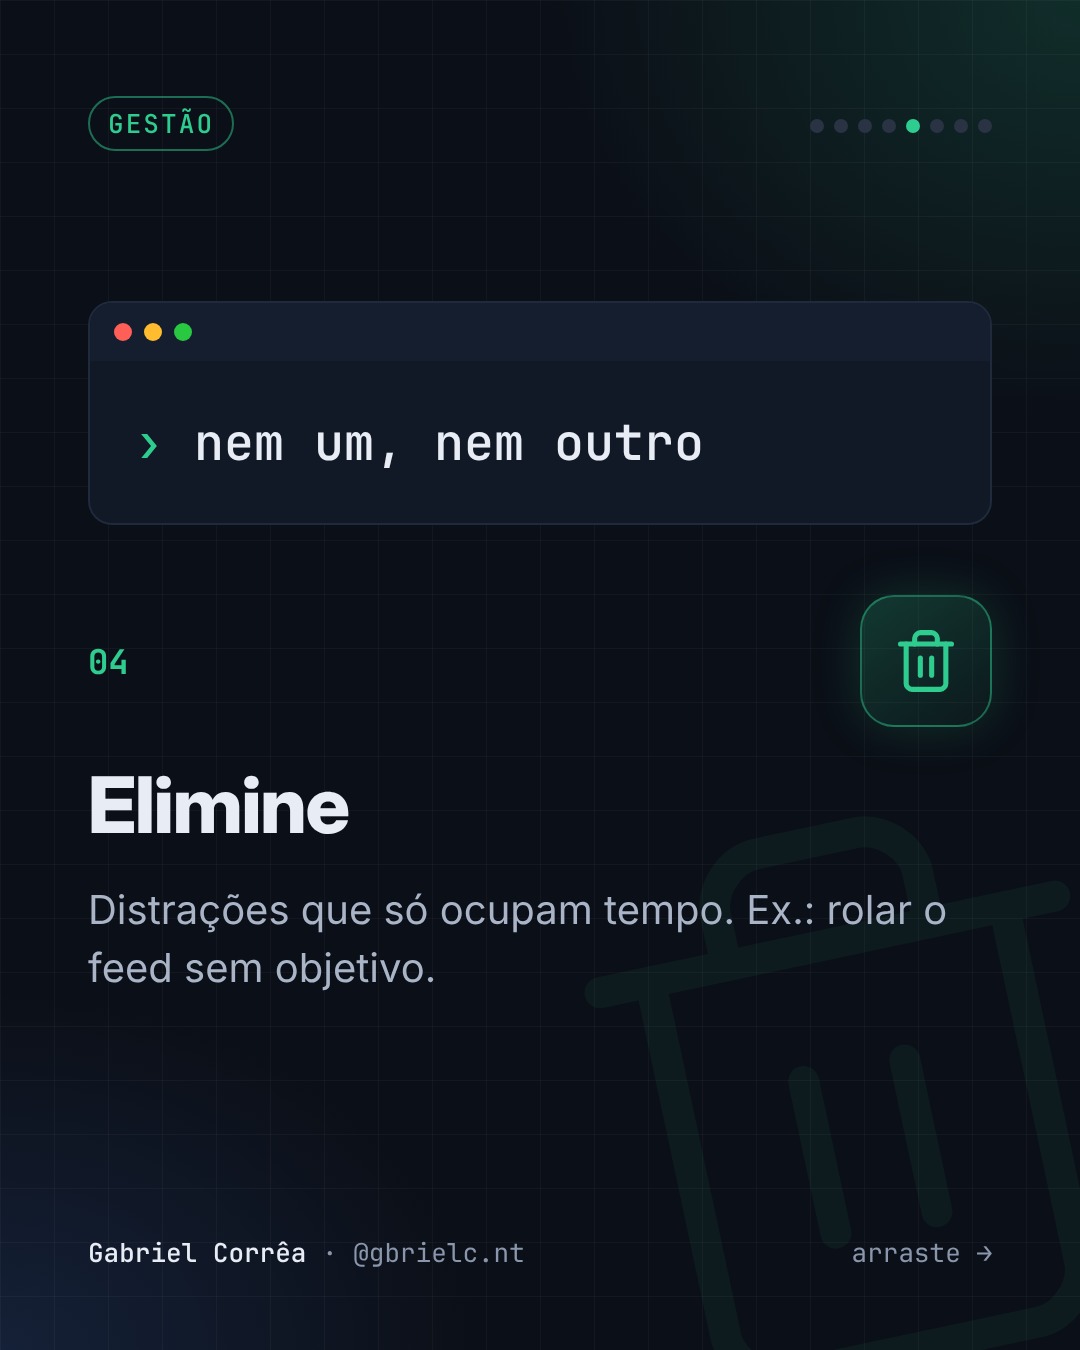 GESTÃO
› nem um, nem outro
04
Elimine
Distrações que só ocupam tempo. Ex.: rolar o
feed sem objetivo.
Gabriel Corrêa · @gbrielc.nt
arraste →